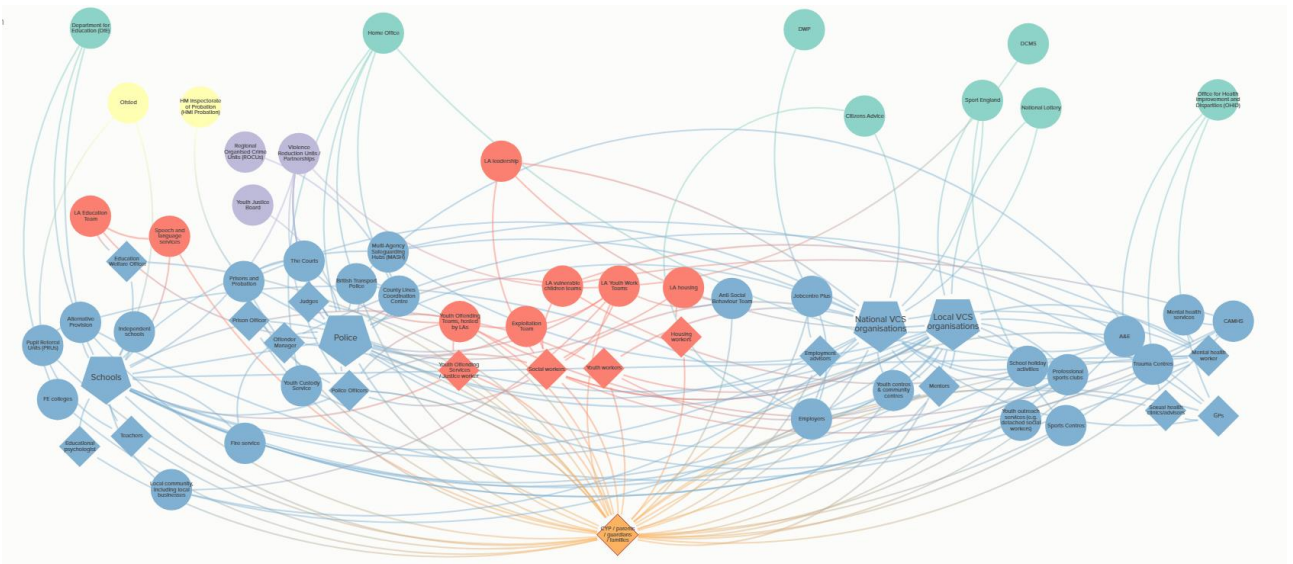 Department for
Education (DfE)
Home Office
DWP
DCMS
Ofsted
HM Inspectorate
of Probation
(HMI Probation)
Sport England
National Lottery
Citizens Advice
Office for Health
Improvement and
Disparities (OHID)
Regional
Organised Crime
Units (ROCUs)
Violence
Reduction Units /
Partnerships
LA leadership
Youth Justice
Board
LA Education
Team
Speech and
language
services
Education
Welfare Officer
The Courts
Multi-Agency
Safeguarding
Hubs (MASH)
Prisons and
Probation
British Transport
Police
County Lines
Coordination
Centre
Judges
Prison Officer
Offender
Manager
Police
LA vulnerable
children teams
LA Youth Work
Teams
LA housing
Anti Social
Behaviour Team
Jobcentre Plus
Youth Offending
Teams, hosted
by LAs
Exploitation
Team
Housing
workers
National VCS
organisations
Local VCS
organisations
Mental health
services
CAMHS
A&E
Alternative
Provision
Independent
schools
Pupil Referral
Units (PRUs)
Schools
Youth Custody
Service
Police Officers
Youth Offending
Services
/ Justice worker
Social workers
Youth workers
Employment
advisors
Youth centres
& community
centres
Mentors
School holiday
activities
Professional
sports clubs
Trauma Centres
Mental health
worker
FE colleges
Teachers
Educational
psychologist
Fire service
Employers
Youth outreach
services (e.g.
detached social
workers)
Sports Centres
Sexual health
clinics/advisors
GPs
Local community,
including local
businesses
CYP / parents
/ guardians
/ families